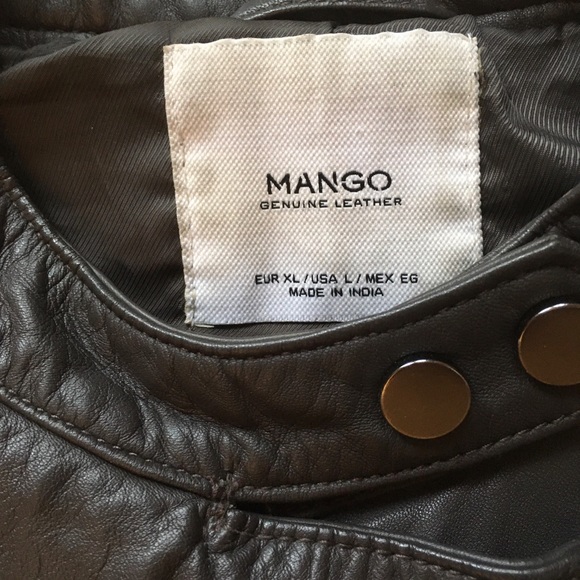 MANGO
GENUINE LEATHER
EUR XL / USA L / MEX EG
MADE IN INDIA